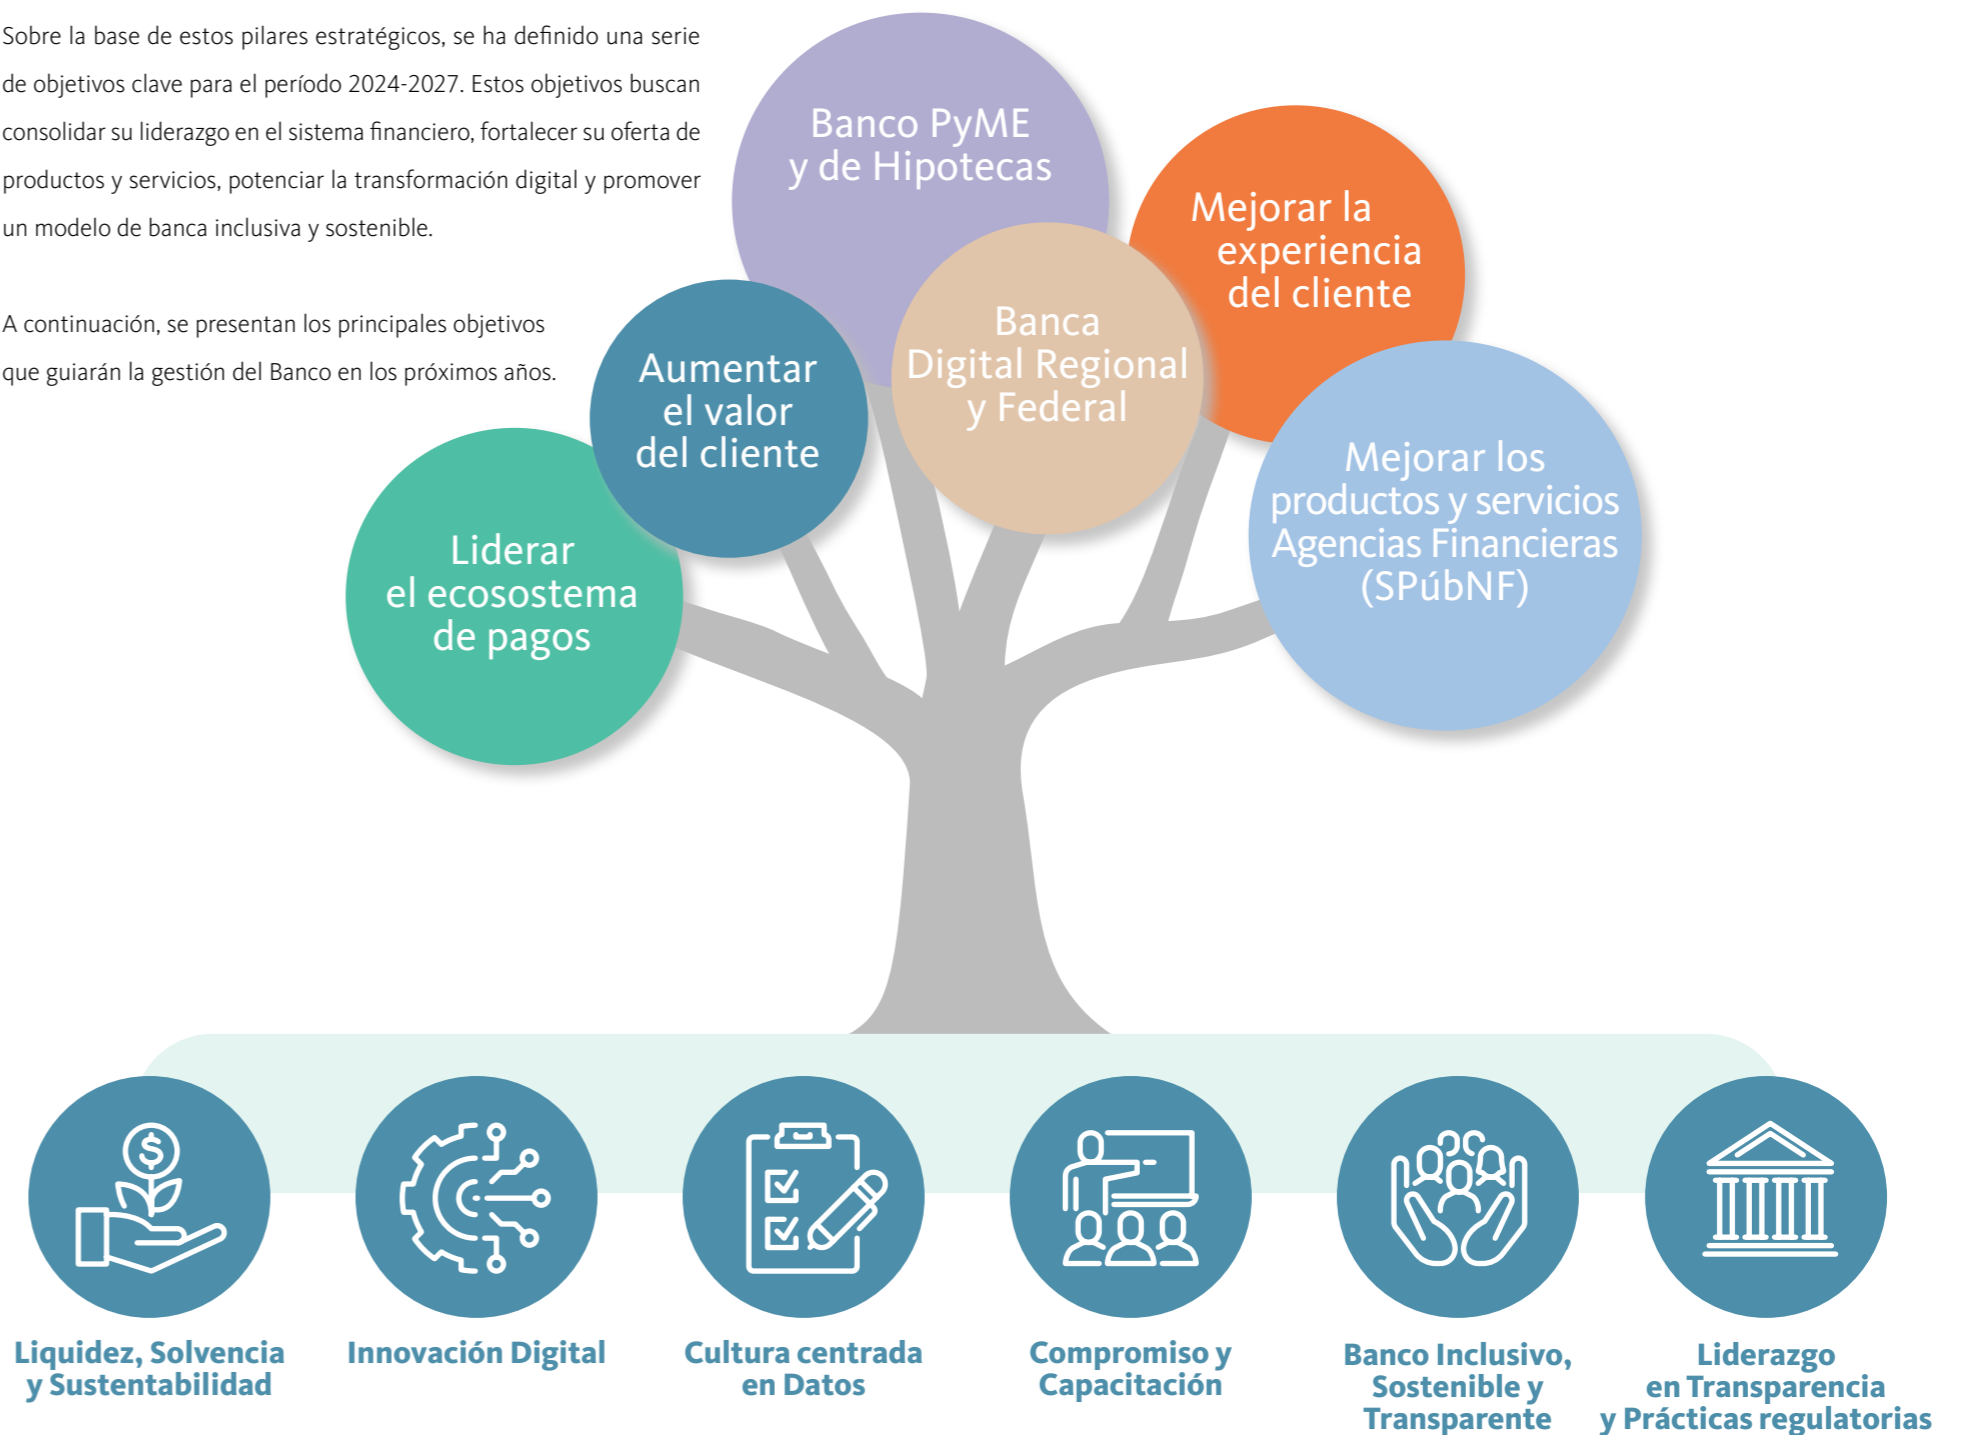 Sobre la base de estos pilares estratégicos, se ha definido una serie
de objetivos clave para el período 2024-2027. Estos objetivos buscan
consolidar su liderazgo en el sistema financiero, fortalecer su oferta de
productos y servicios, potenciar la transformación digital y promover
un modelo de banca inclusiva y sostenible.
A continuación, se presentan los principales objetivos
que guiarán la gestión del Banco en los próximos años.
Banco PyME
y de Hipotecas
Mejorar la
experiencia
del cliente
Aumentar
el valor
del cliente
Banca
Digital Regional
y Federal
Liderar
el ecosostema
de pagos
Mejorar los
productos y servicios
Agencias Financieras
(SPúbNF)
$
Liquidez, Solvencia
y Sustentabilidad
Innovación Digital
Cultura centrada
en Datos
Compromiso y
Capacitación
Banco Inclusivo,
Sostenible y
Transparente
Liderazgo
en Transparencia
y Prácticas regulatorias